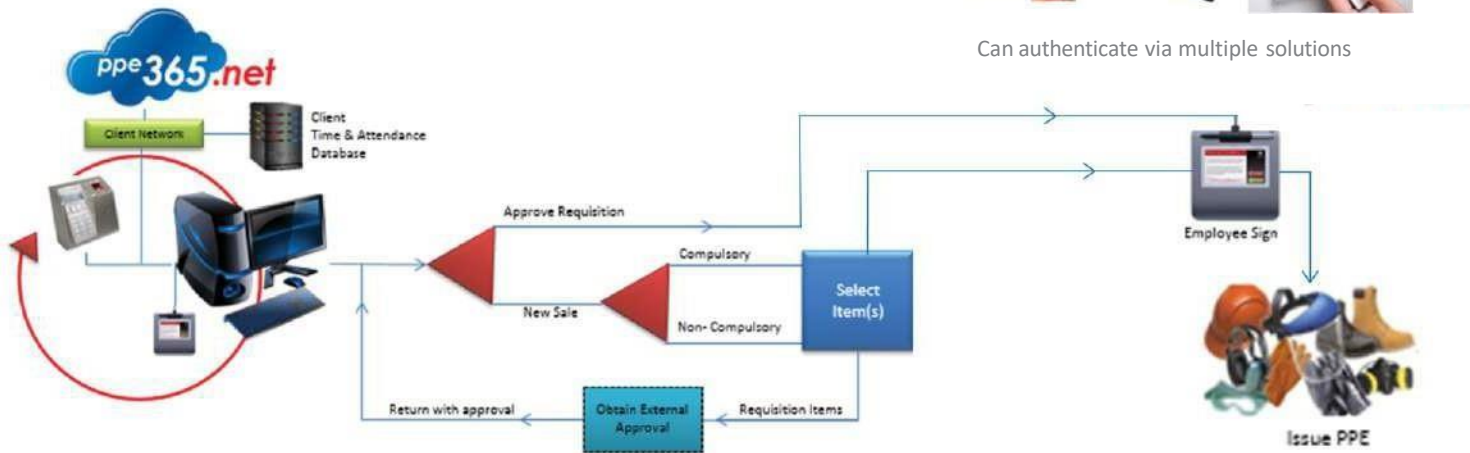 Can authenticate via multiple solutions
ppe365.net
Client Network
Client
Time & Attendance
Database
Approve Requisition
Employee Sign
Compulsory
Select
Item(s)
New Sale
Non- Compulsory
Return with approval
Obtain External
Approval
Requisition Items
Issue PPE